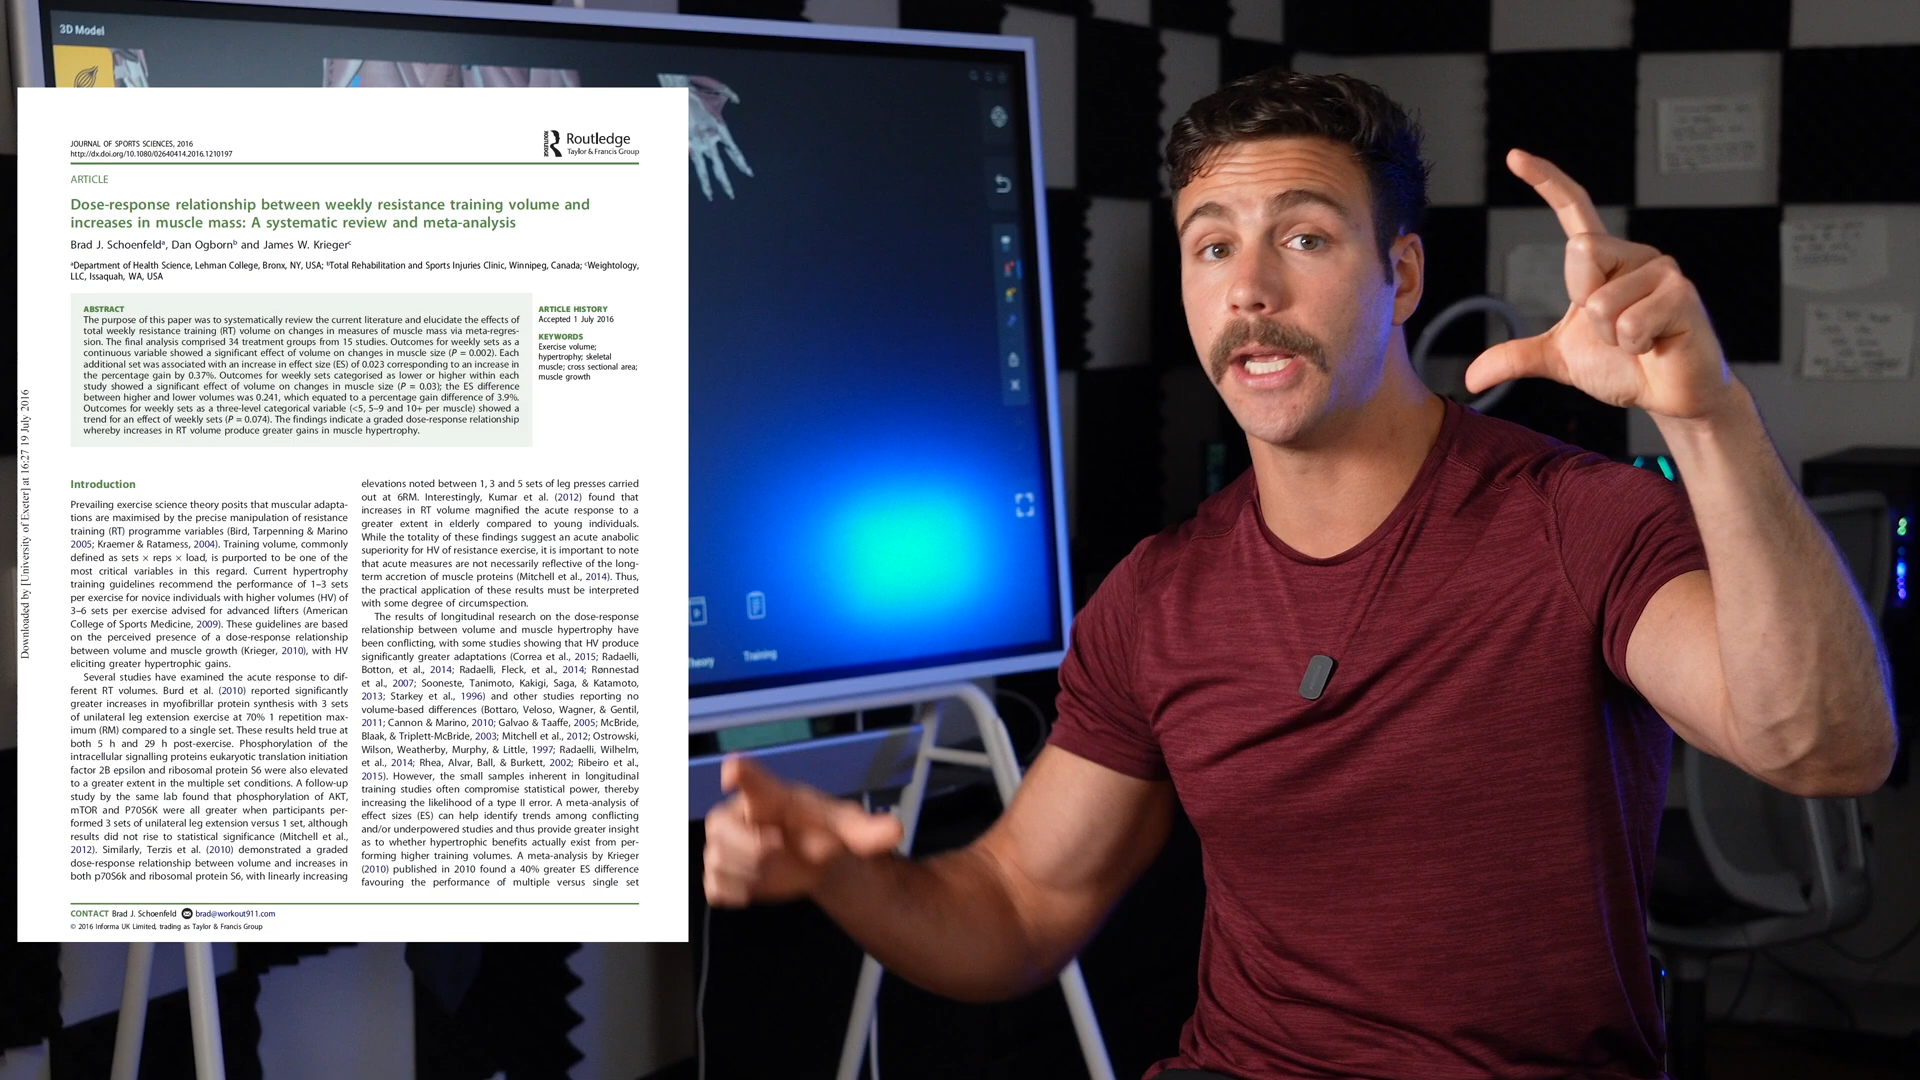 3D Model
JOURNAL OF SPORTS SCIENCES, 2016
http://dx.doi.org/10.1080/02640414.2016.1210197
ROUTLEDGE
Routledge
Taylor & Francis Group
ARTICLE
Dose-response relationship between weekly resistance training volume and
increases in muscle mass: A systematic review and meta-analysis
Brad J. Schoenfeldᵃ, Dan Ogbornᵇ and James W. Kriegerᶜ
ᵃDepartment of Health Science, Lehman College, Bronx, NY, USA; ᵇTotal Rehabilitation and Sports Injuries Clinic, Winnipeg, Canada; ᶜWeightology,
LLC, Issaquah, WA, USA
ABSTRACT
The purpose of this paper was to systematically review the current literature and elucidate the effects of
total weekly resistance training (RT) volume on changes in measures of muscle mass via meta-regres-
sion. The final analysis comprised 34 treatment groups from 15 studies. Outcomes for weekly sets as a
continuous variable showed a significant effect of volume on changes in muscle size (P = 0.002). Each
additional set was associated with an increase in effect size (ES) of 0.023 corresponding to an increase in
the percentage gain by 0.37%. Outcomes for weekly sets categorised as lower or higher within each
study showed a significant effect of volume on changes in muscle size (P = 0.03); the ES difference
between higher and lower volumes was 0.241, which equated to a percentage gain difference of 3.9%.
Outcomes for weekly sets as a three-level categorical variable (<5, 5–9 and 10+ per muscle) showed a
trend for an effect of weekly sets (P = 0.074). The findings indicate a graded dose-response relationship
whereby increases in RT volume produce greater gains in muscle hypertrophy.
ARTICLE HISTORY
Accepted 1 July 2016
KEYWORDS
Exercise volume;
hypertrophy; skeletal
muscle; cross sectional area;
muscle growth
Introduction
Prevailing exercise science theory posits that muscular adapta-
tions are maximised by the precise manipulation of resistance
training (RT) programme variables (Bird, Tarpenning & Marino
2005; Kraemer & Ratamess, 2004). Training volume, commonly
defined as sets × reps × load, is purported to be one of the
most critical variables in this regard. Current hypertrophy
training guidelines recommend the performance of 1–3 sets
per exercise for novice individuals with higher volumes (HV) of
3–6 sets per exercise advised for advanced lifters (American
College of Sports Medicine, 2009). These guidelines are based
on the perceived presence of a dose-response relationship
between volume and muscle growth (Krieger, 2010), with HV
eliciting greater hypertrophic gains.
Several studies have examined the acute response to dif-
ferent RT volumes. Burd et al. (2010) reported significantly
greater increases in myofibrillar protein synthesis with 3 sets
of unilateral leg extension exercise at 70% 1 repetition max-
imum (RM) compared to a single set. These results held true at
both 5 h and 29 h post-exercise. Phosphorylation of the
intracellular signalling proteins eukaryotic translation initiation
factor 2B epsilon and ribosomal protein S6 were also elevated
to a greater extent in the multiple set conditions. A follow-up
study by the same lab found that phosphorylation of AKT,
mTOR and P70S6K were all greater when participants per-
formed 3 sets of unilateral leg extension versus 1 set, although
results did not rise to statistical significance (Mitchell et al.,
2012). Similarly, Terzis et al. (2010) demonstrated a graded
dose-response relationship between volume and increases in
both p70S6k and ribosomal protein S6, with linearly increasing
elevations noted between 1, 3 and 5 sets of leg presses carried
out at 6RM. Interestingly, Kumar et al. (2012) found that
increases in RT volume magnified the acute response to a
greater extent in elderly compared to young individuals.
While the totality of these findings suggest an acute anabolic
superiority for HV of resistance exercise, it is important to note
that acute measures are not necessarily reflective of the long-
term accretion of muscle proteins (Mitchell et al., 2014). Thus,
the practical application of these results must be interpreted
with some degree of circumspection.
The results of longitudinal research on the dose-response
relationship between volume and muscle hypertrophy have
been conflicting, with some studies showing that HV produce
significantly greater adaptations (Correa et al., 2015; Radaelli,
Botton, et al., 2014; Radaelli, Fleck, et al., 2014; Rønnestad
et al., 2007; Sooneste, Tanimoto, Kakigi, Saga, & Katamoto,
2013; Starkey et al., 1996) and other studies reporting no
volume-based differences (Bottaro, Veloso, Wagner, & Gentil,
2011; Cannon & Marino, 2010; Galvao & Taaffe, 2005; McBride,
Blaak, & Triplett-McBride, 2003; Mitchell et al., 2012; Ostrowski,
Wilson, Weatherby, Murphy, & Little, 1997; Radaelli, Wilhelm,
et al., 2014; Rhea, Alvar, Ball, & Burkett, 2002; Ribeiro et al.,
2015). However, the small samples inherent in longitudinal
training studies often compromise statistical power, thereby
increasing the likelihood of a type II error. A meta-analysis of
effect sizes (ES) can help identify trends among conflicting
and/or underpowered studies and thus provide greater insight
as to whether hypertrophic benefits actually exist from per-
forming higher training volumes. A meta-analysis by Krieger
(2010) published in 2010 found a 40% greater ES difference
favouring the performance of multiple versus single set
CONTACT Brad J. Schoenfeld brad@workout911.com
© 2016 Informa UK Limited, trading as Taylor & Francis Group
Downloaded by [University of Exeter] at 16:27 19 July 2016
Training